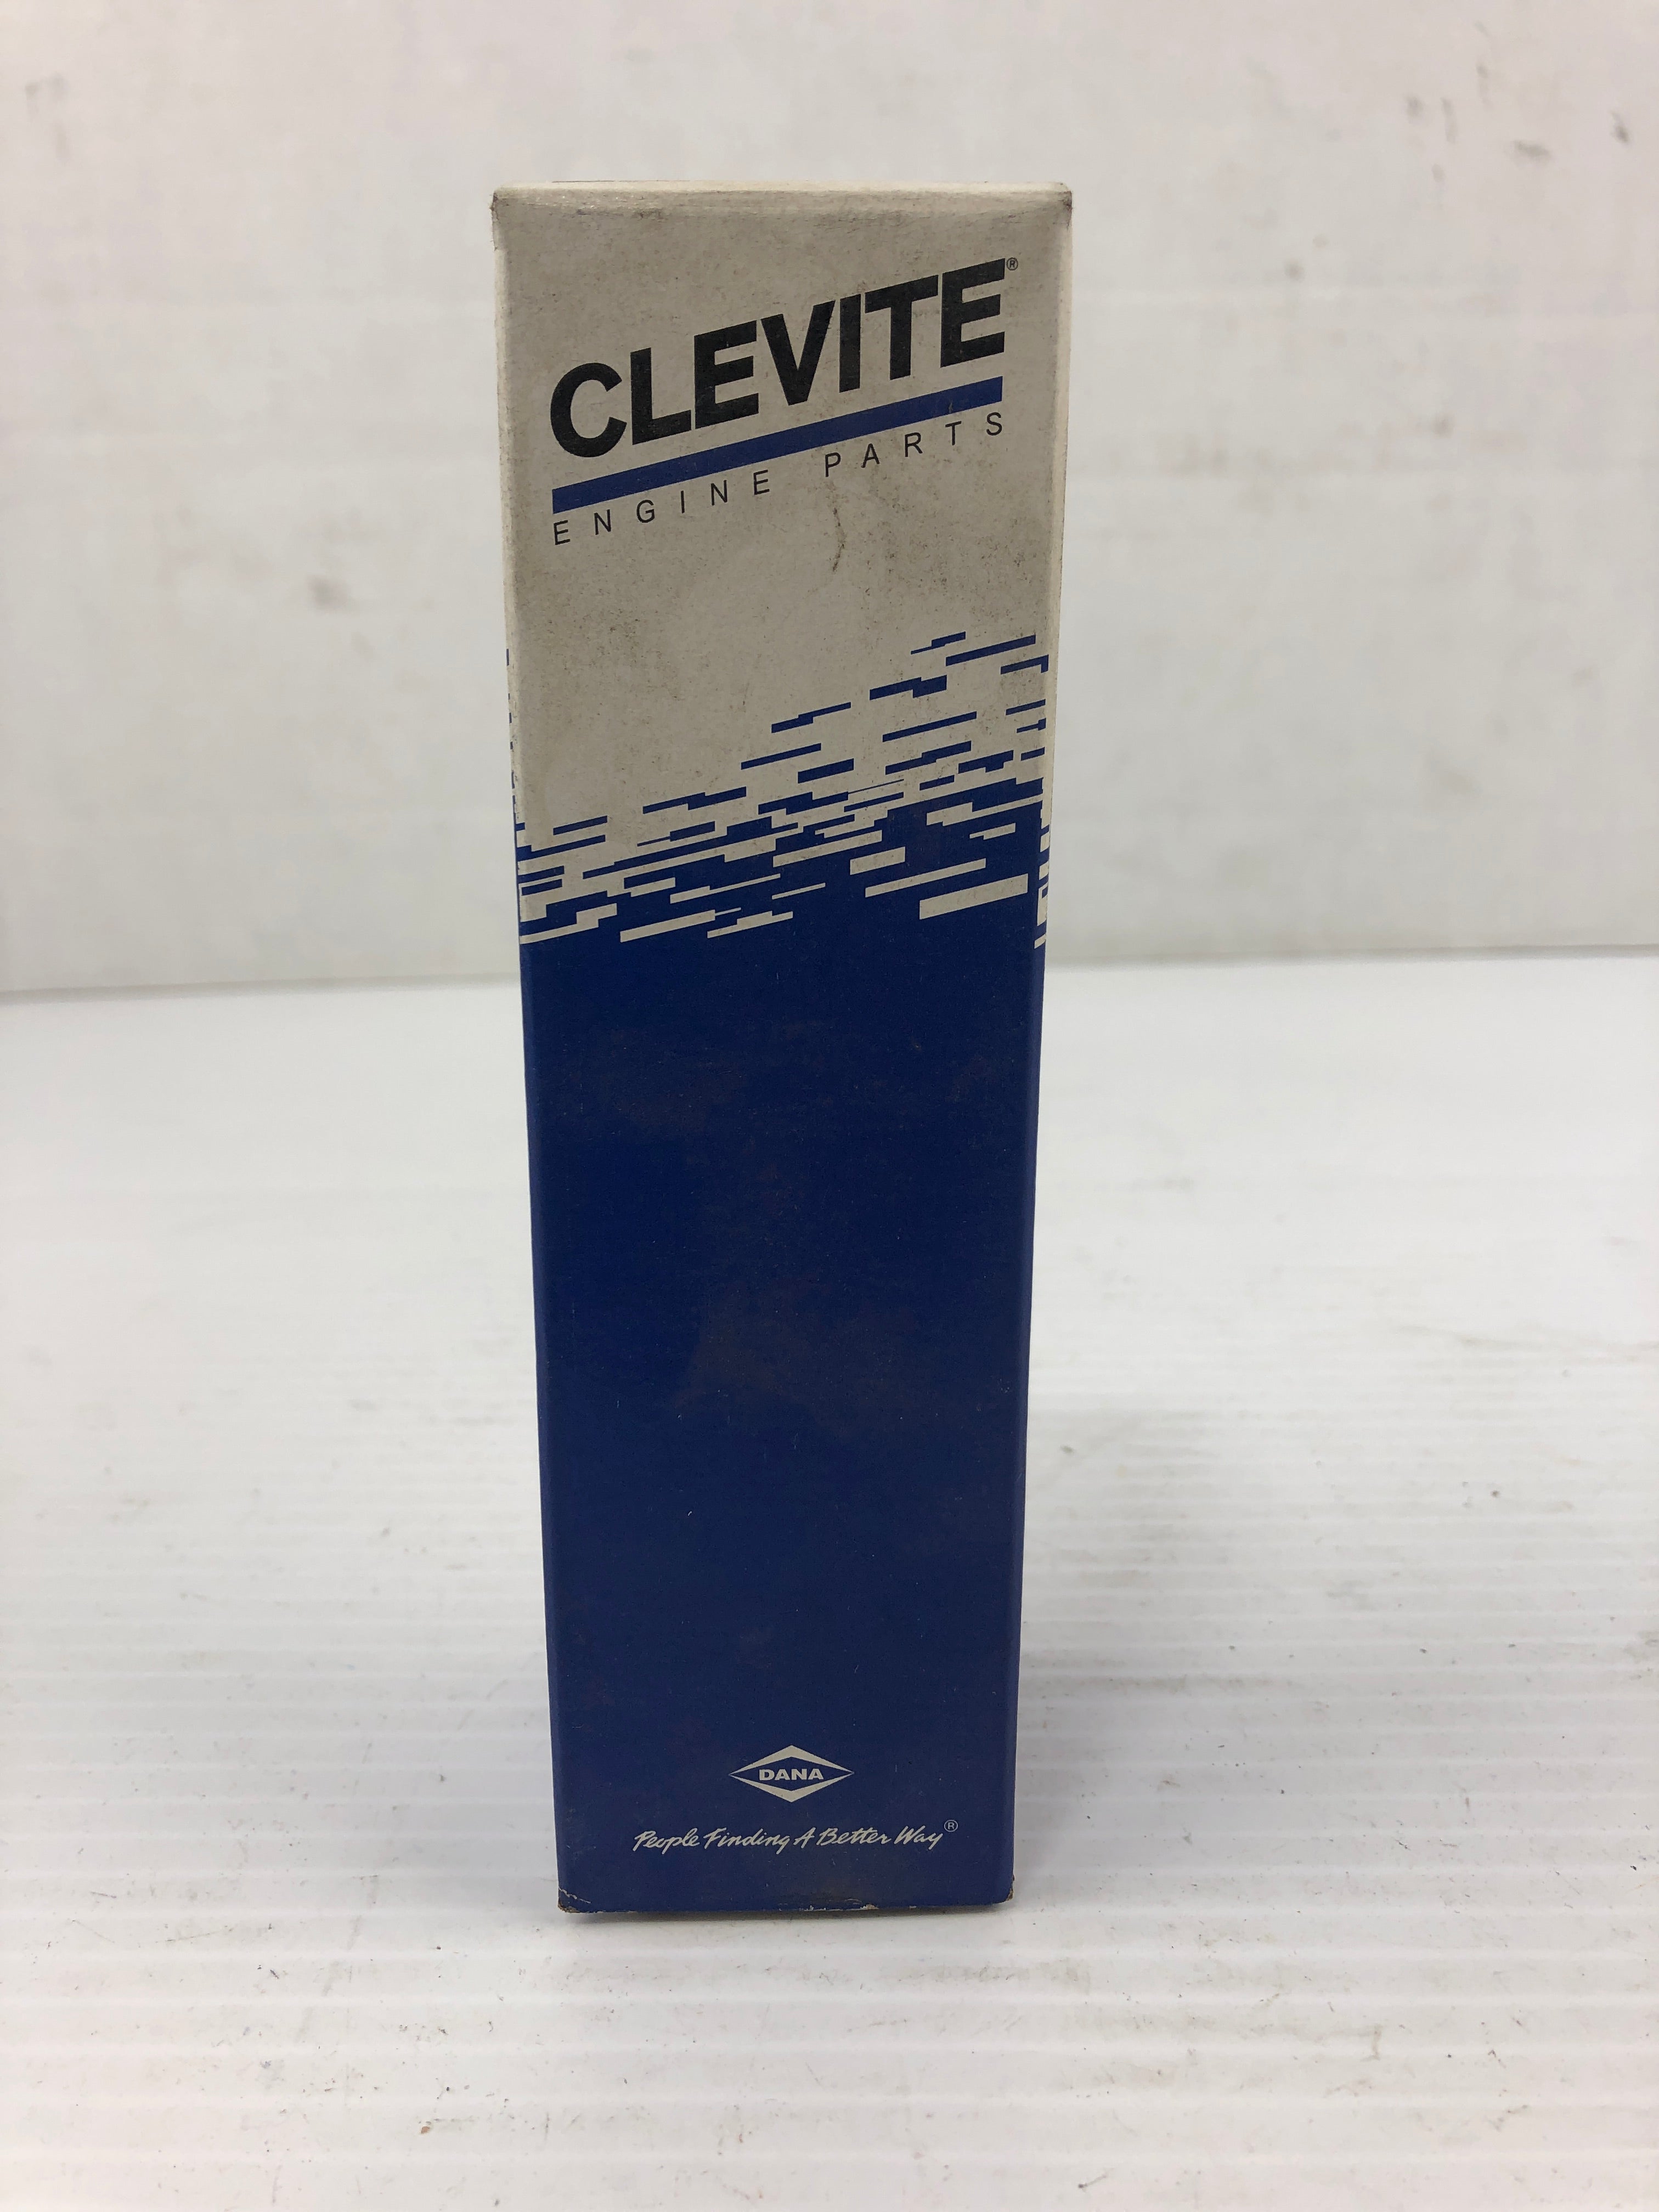 CLEVITE®
ENGINE PARTS
DANA
People Finding A Better Way®